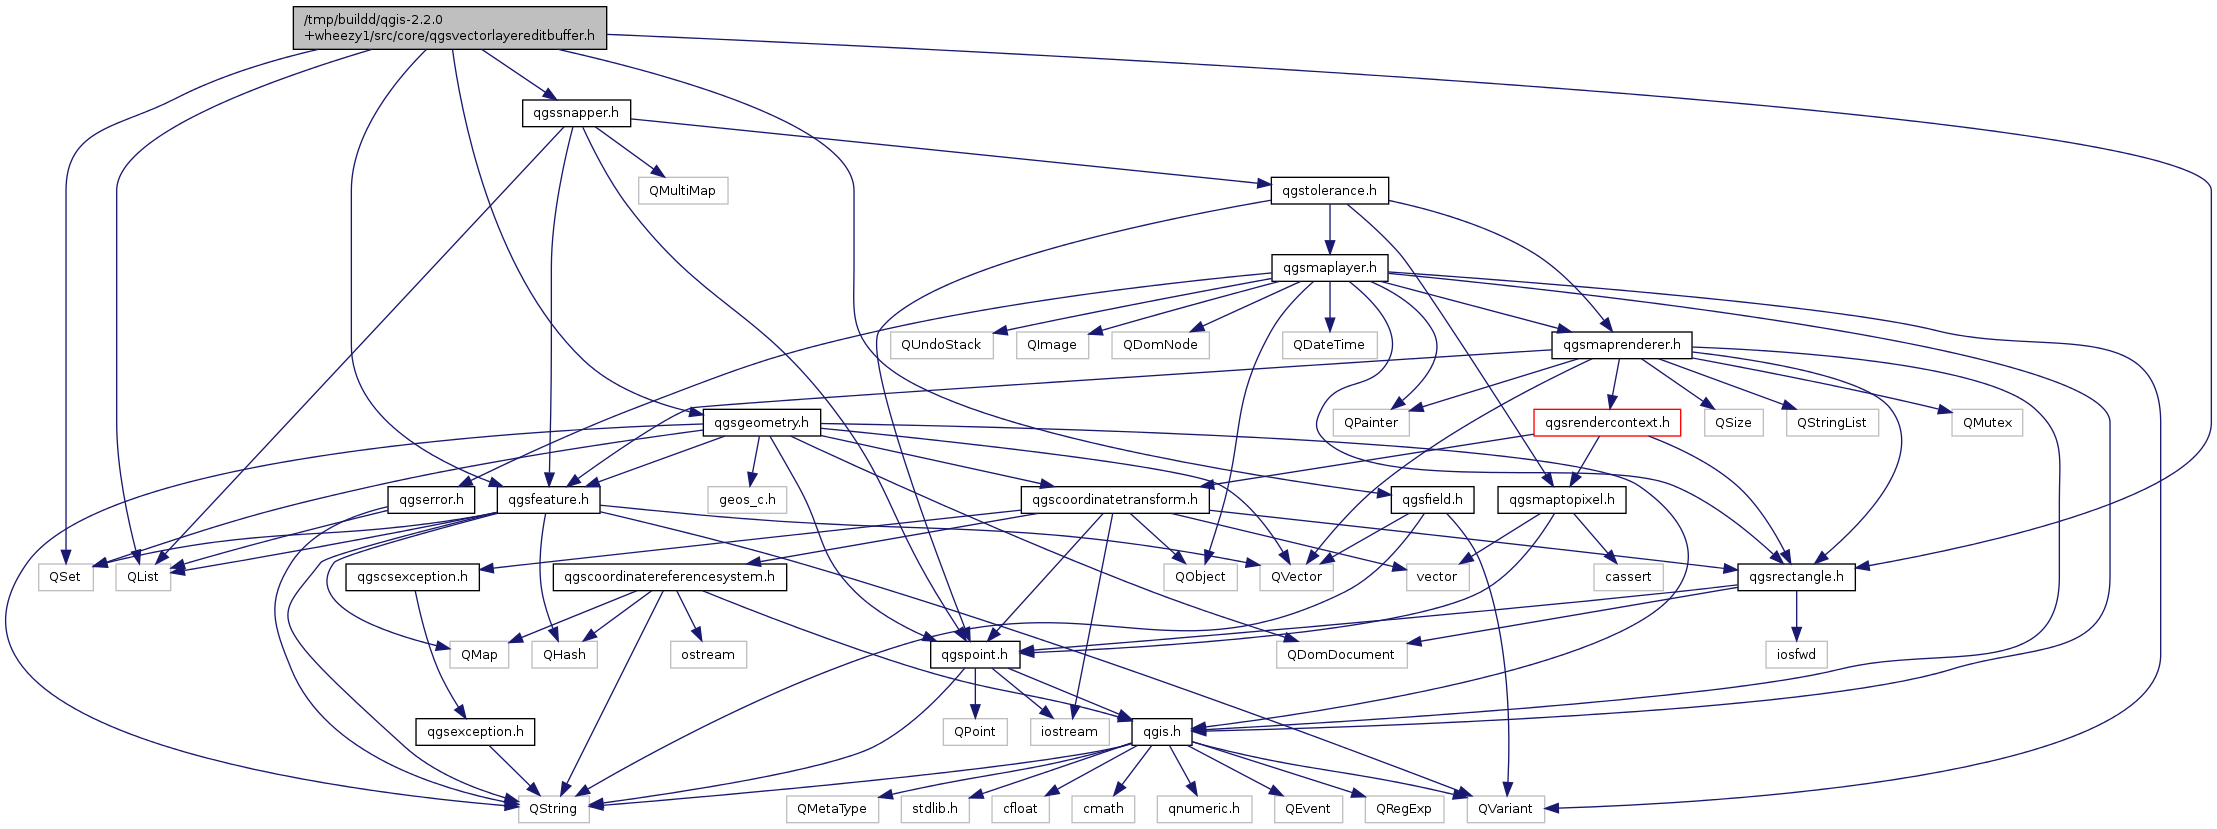 /tmp/buildd/qgis-2.2.0
+wheezy1/src/core/qgsvectorlayereditbuffer.h
qgssnapper.h
QMultiMap
qgstolerance.h
qgsmaplayer.h
QUndoStack
QImage
QDomNode
QDateTime
qgsmaprenderer.h
qgsgeometry.h
QPainter
qgsrendercontext.h
QSize
QStringList
QMutex
qgserror.h
qgsfeature.h
geos_c.h
qgscoordinatetransform.h
qgsfield.h
qgsmaptopixel.h
QSet
QList
qgscsexception.h
qgscoordinatereferencesystem.h
QObject
QVector
vector
cassert
qgsrectangle.h
QMap
QHash
ostream
qgspoint.h
QDomDocument
iosfwd
qgsexception.h
QPoint
iostream
qgis.h
QString
QMetaType
stdlib.h
cfloat
cmath
qnumeric.h
QEvent
QRegExp
QVariant